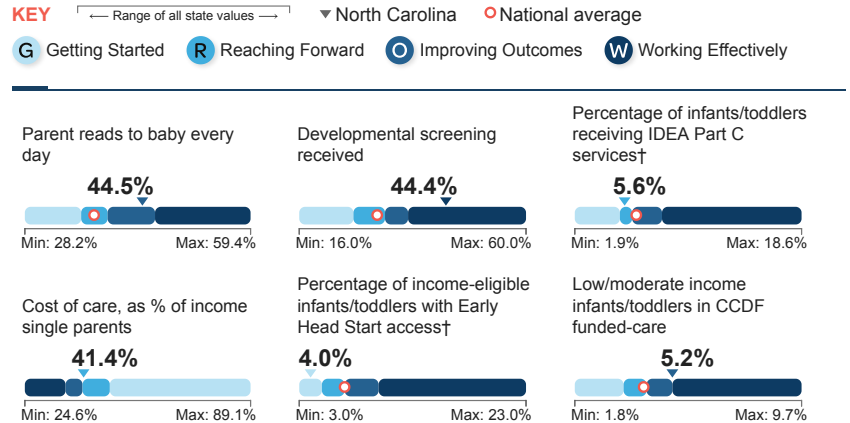 KEY
Range of all state values
North Carolina
National average
G Getting Started
R Reaching Forward
O Improving Outcomes
W Working Effectively
Parent reads to baby every
day
44.5%
Min: 28.2%
Max: 59.4%
Developmental screening
received
44.4%
Min: 16.0%
Max: 60.0%
Percentage of infants/toddlers
receiving IDEA Part C
services†
5.6%
Min: 1.9%
Max: 18.6%
Cost of care, as % of income
single parents
41.4%
Min: 24.6%
Max: 89.1%
Percentage of income-eligible
infants/toddlers with Early
Head Start access†
4.0%
Min: 3.0%
Max: 23.0%
Low/moderate income
infants/toddlers in CCDF
funded-care
5.2%
Min: 1.8%
Max: 9.7%